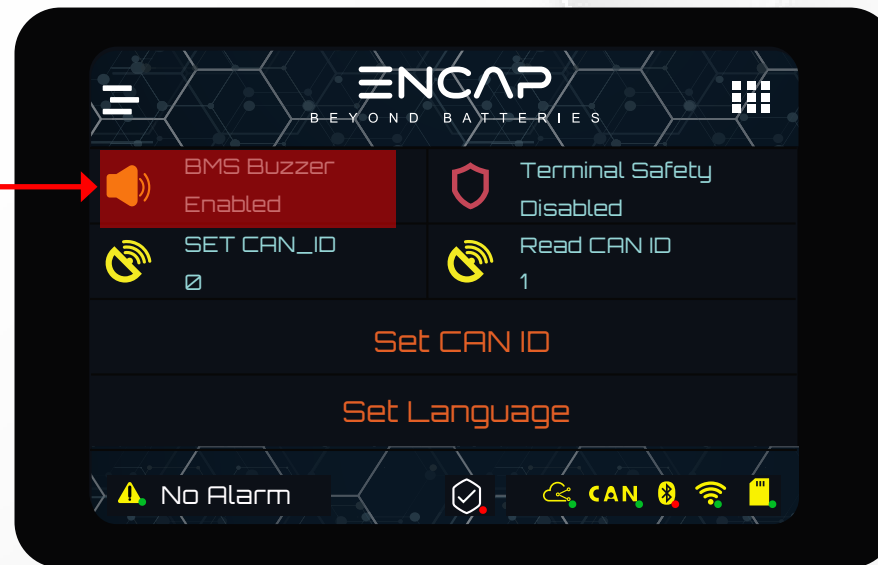 ENCAP
BEYOND BATTERIES
BMS Buzzer
Enabled
Terminal Safety
Disabled
SET CAN_ID
0
Read CAN ID
1
Set CAN ID
Set Language
No Alarm
CAN